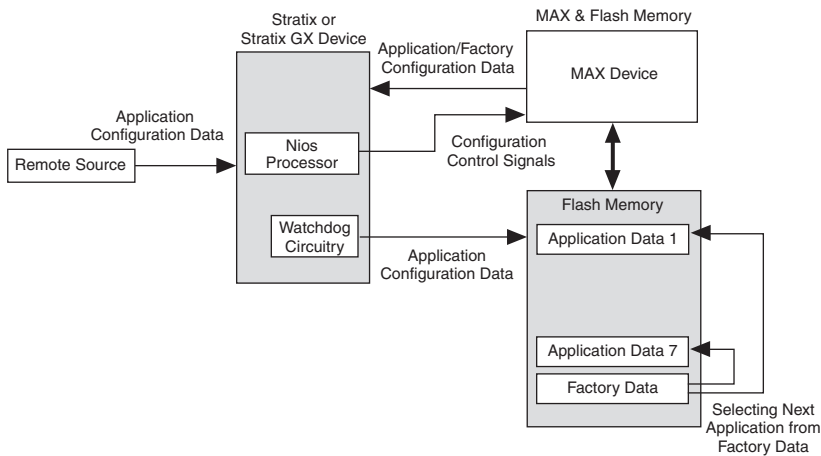 Stratix or
Stratix GX Device
MAX & Flash Memory
Application/Factory
Configuration Data
MAX Device
Application
Configuration Data
Remote Source
Nios
Processor
Configuration
Control Signals
Flash Memory
Watchdog
Circuitry
Application Data 1
Application
Configuration Data
Application Data 7
Factory Data
Selecting Next
Application from
Factory Data